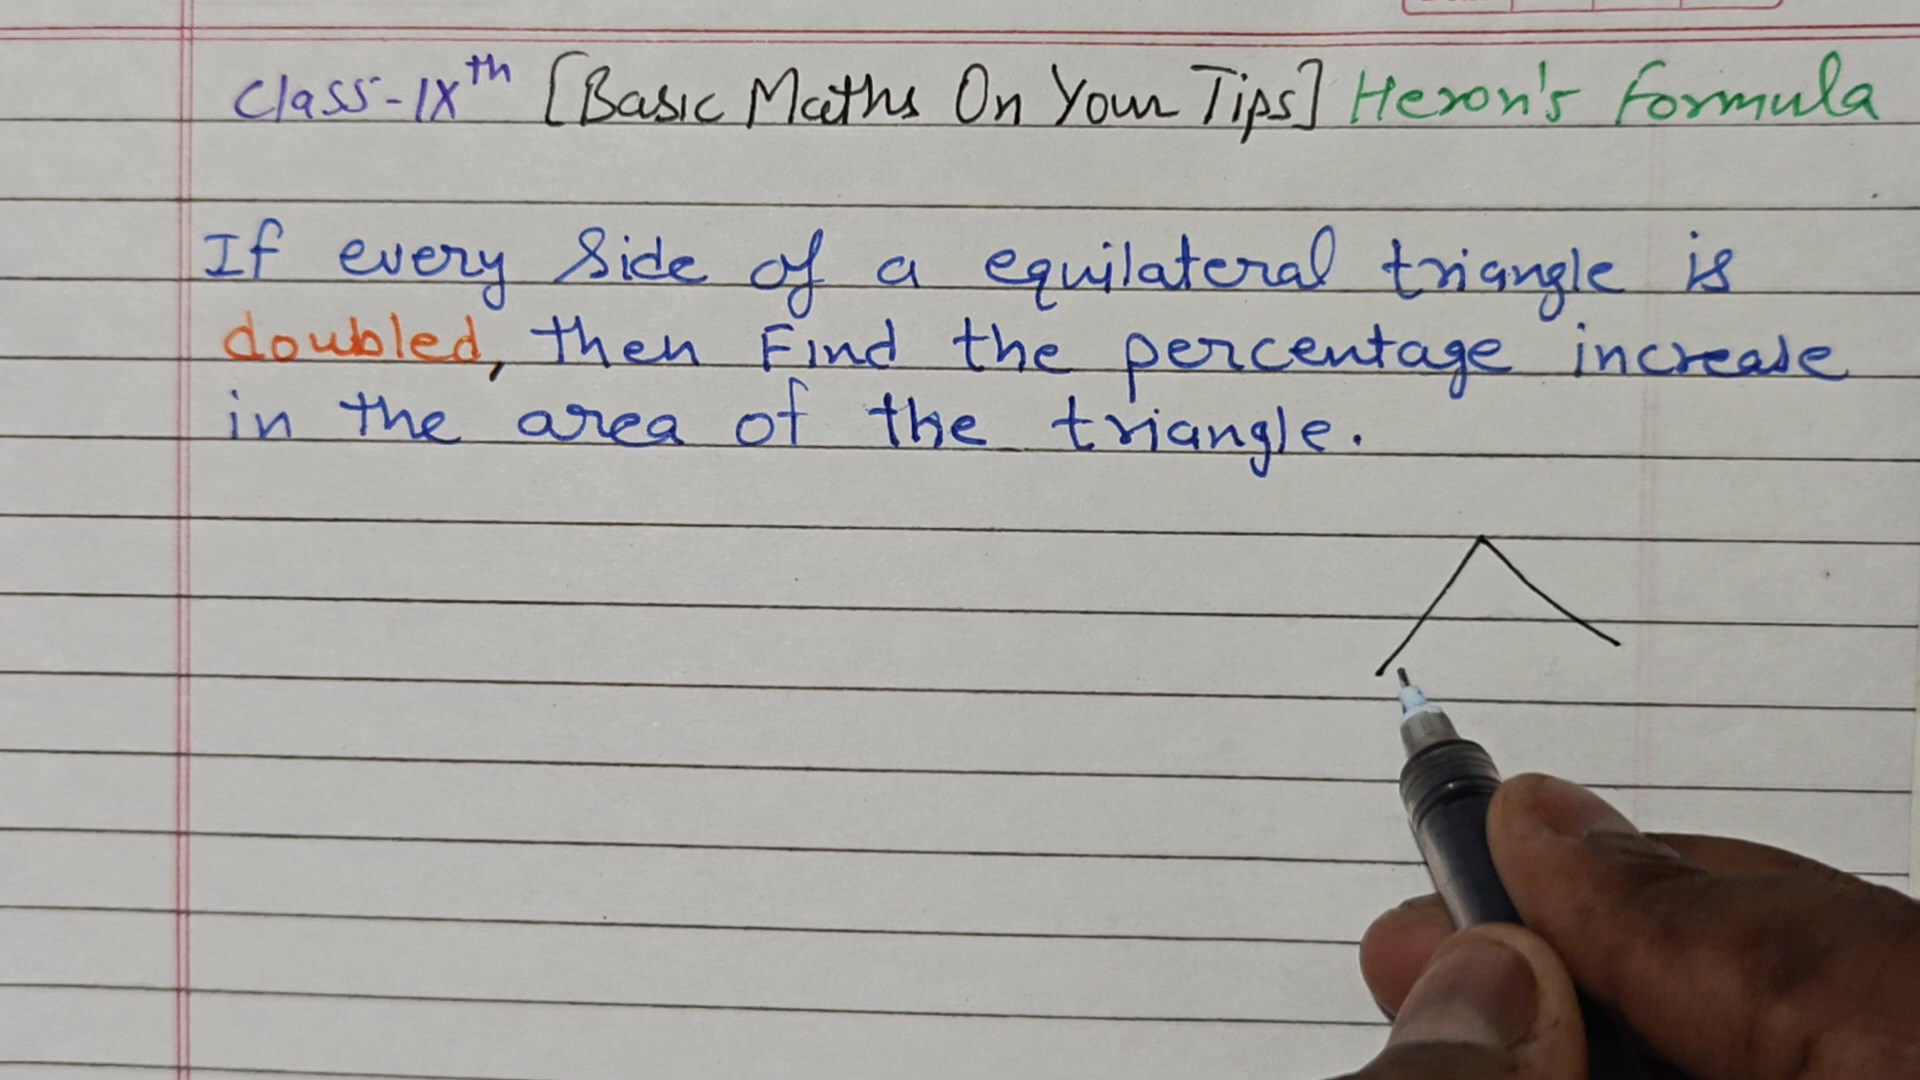 Class-IXth [Basic Maths On Your Tips] Heron's Formula
If every side of a equilateral triangle is
doubled, then Find the percentage increase
in the area of the triangle.